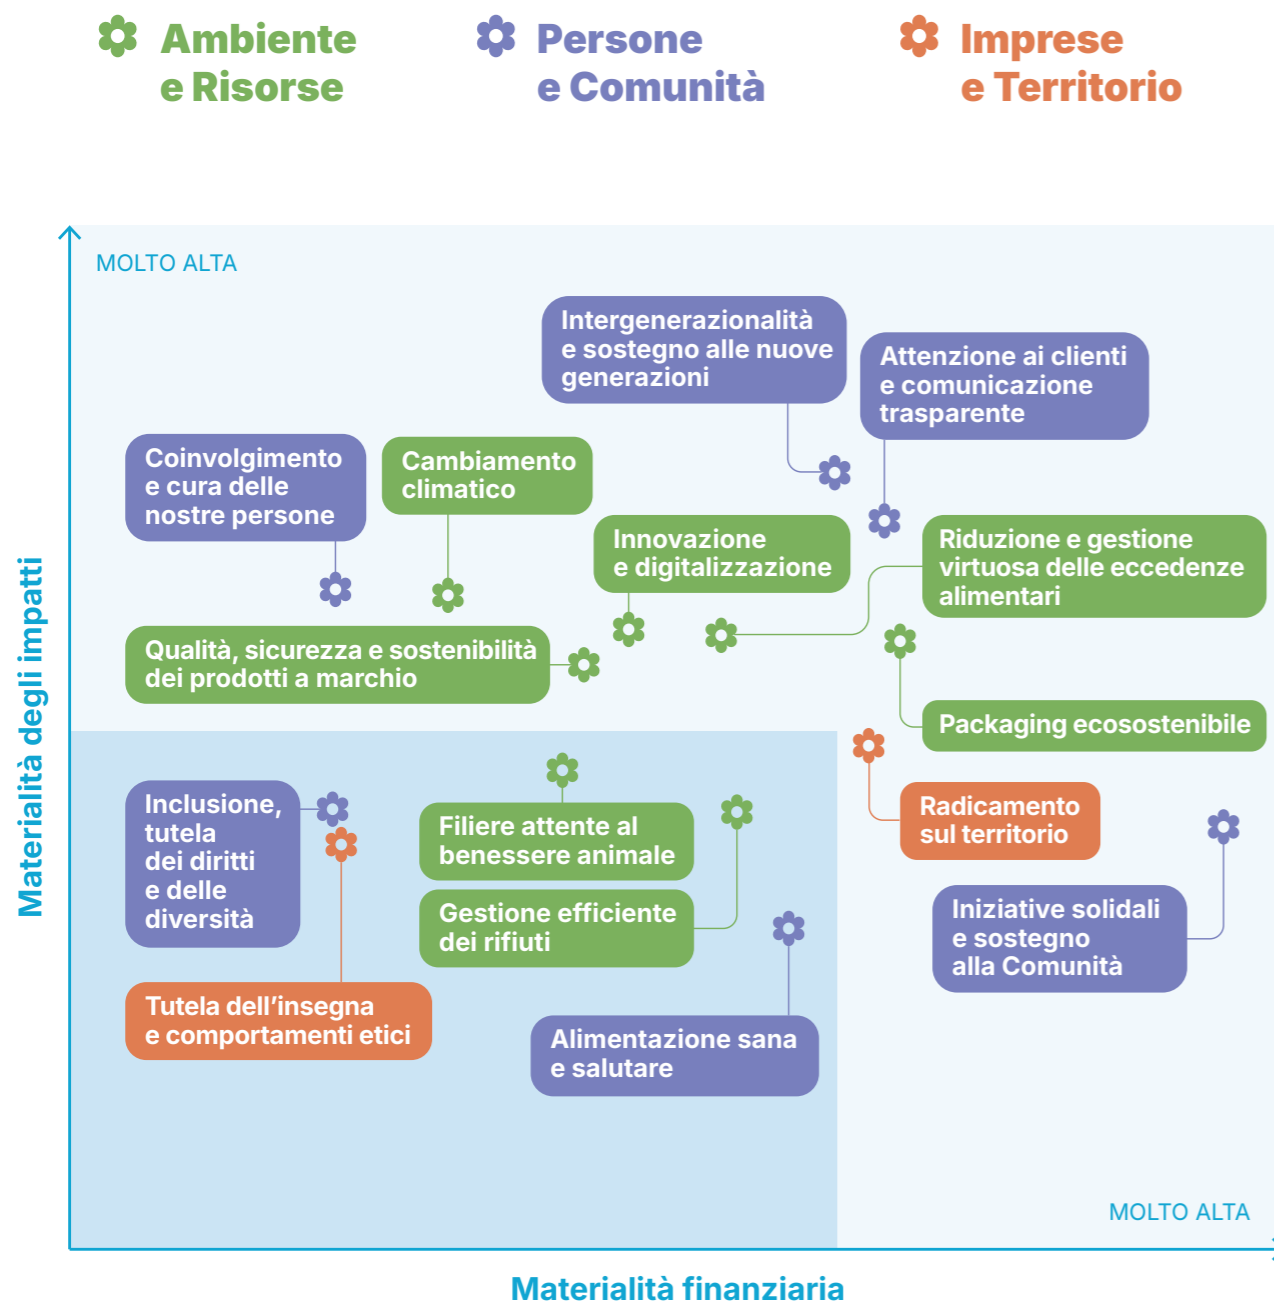 Ambiente
e Risorse
Persone
e Comunità
Imprese
e Territorio
MOLTO ALTA
Intergenerazionalità
e sostegno alle nuove
generazioni
Attenzione ai clienti
e comunicazione
trasparente
Coinvolgimento
e cura delle
nostre persone
Cambiamento
climatico
Innovazione
e digitalizzazione
Riduzione e gestione
virtuosa delle eccedenze
alimentari
Qualità, sicurezza e sostenibilità
dei prodotti a marchio
Packaging ecosostenibile
Materialità degli impatti
Inclusione,
tutela
dei diritti
e delle
diversità
Filiere attente al
benessere animale
Radicamento
sul territorio
Gestione efficiente
dei rifiuti
Iniziative solidali
e sostegno
alla Comunità
Tutela dell’insegna
e comportamenti etici
Alimentazione sana
e salutare
MOLTO ALTA
Materialità finanziaria